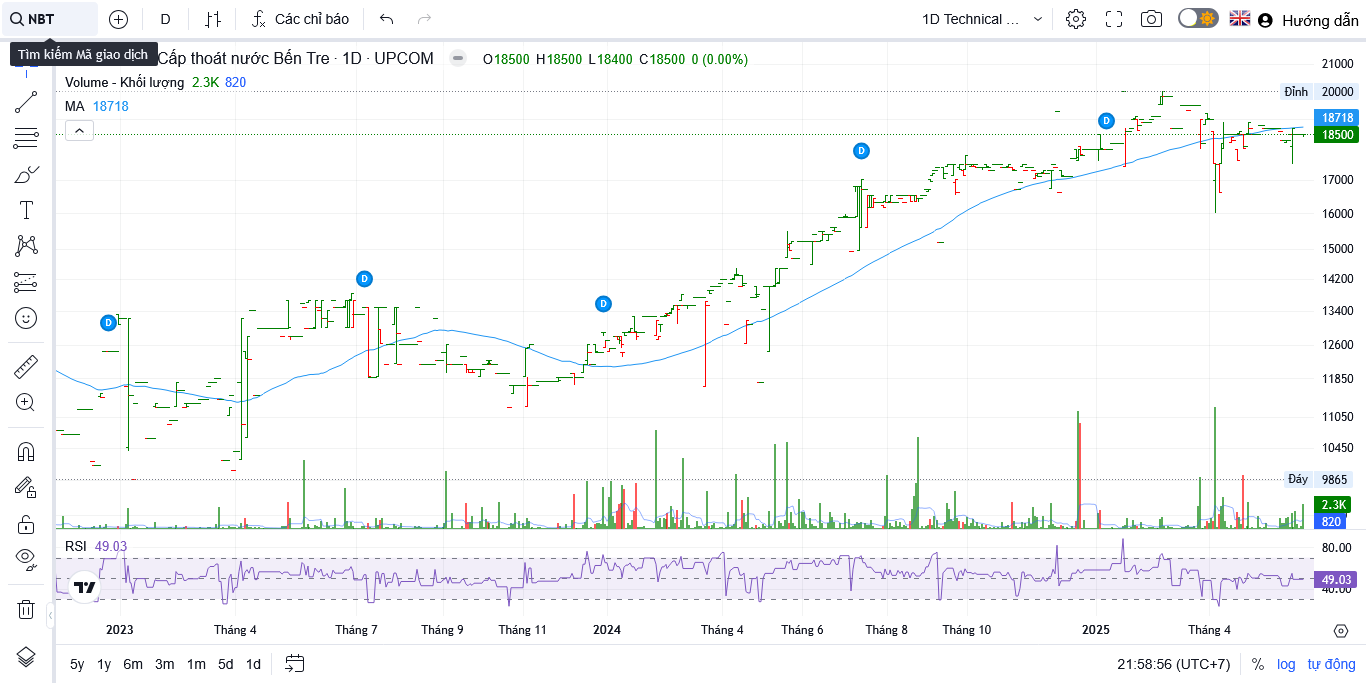 NBT D Các chỉ báo 1D Technical ... Hướng dẫn
Tìm kiếm Mã giao dịch
Cấp thoát nước Bến Tre · 1D · UPCOM O18500 H18500 L18400 C18500 0 (0.00%)
Volume - Khối lượng 2.3K 820
MA 18718
21000
Đỉnh 20000
18718
18500
17000
16000
15000
14200
13400
12600
11850
11050
10450
Đáy 9865
2.3K
820
D
D
D
D
D
RSI 49.03
80.00
49.03
40.00
2023 Tháng 4 Tháng 7 Tháng 9 Tháng 11 2024 Tháng 4 Tháng 6 Tháng 8 Tháng 10 2025 Tháng 4
5y 1y 6m 3m 1m 5d 1d 21:58:56 (UTC+7) % log tự động